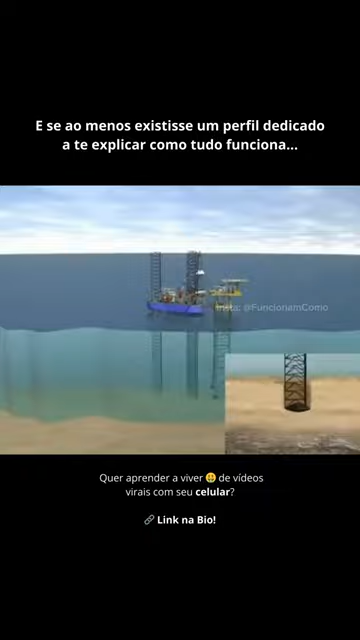 E se ao menos existisse um perfil dedicado
a te explicar como tudo funciona...
Insta: @FuncionamComo
Quer aprender a viver 😀 de vídeos
virais com seu celular?
🔗 Link na Bio!